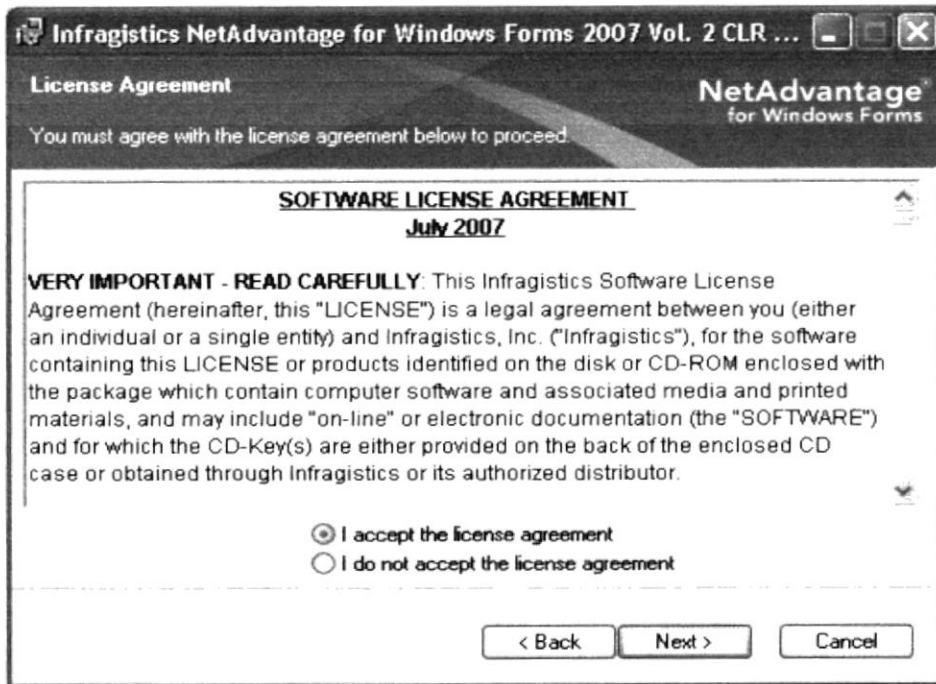 Infragistics NetAdvantage for Windows Forms 2007 Vol. 2 CLR ...
License Agreement
NetAdvantage
for Windows Forms
You must agree with the license agreement below to proceed.
SOFTWARE LICENSE AGREEMENT
July 2007
VERY IMPORTANT - READ CAREFULLY: This Infragistics Software License
Agreement (hereinafter, this "LICENSE") is a legal agreement between you (either
an individual or a single entity) and Infragistics, Inc. ("Infragistics"), for the software
containing this LICENSE or products identified on the disk or CD-ROM enclosed with
the package which contain computer software and associated media and printed
materials, and may include "on-line" or electronic documentation (the "SOFTWARE")
and for which the CD-Key(s) are either provided on the back of the enclosed CD
case or obtained through Infragistics or its authorized distributor.
I accept the license agreement
I do not accept the license agreement
< Back Next > Cancel